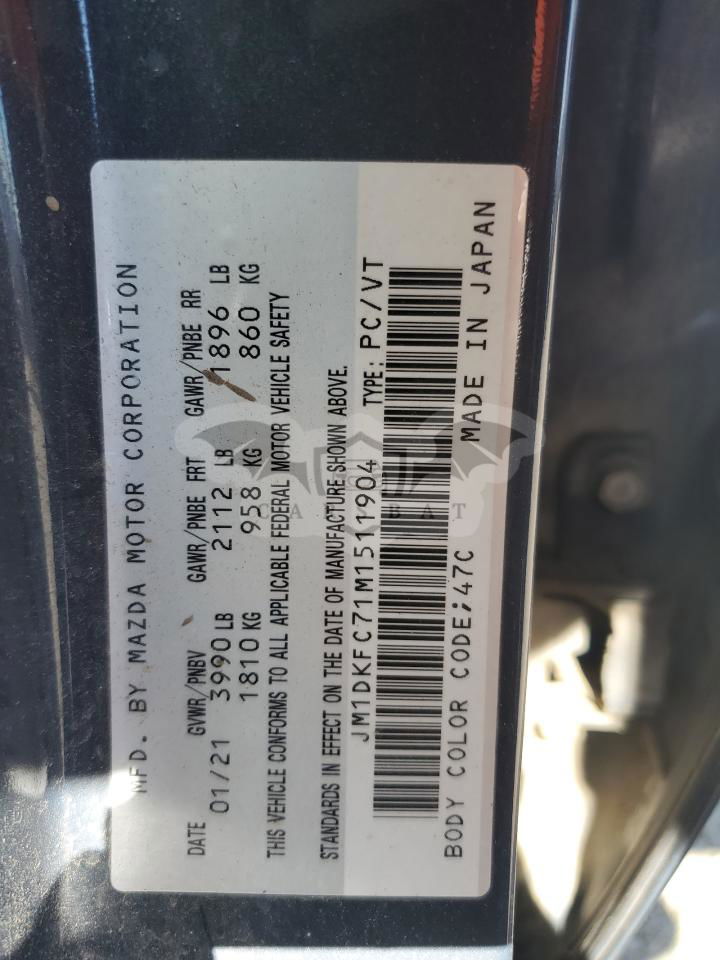 MFD. BY MAZDA MOTOR CORPORATION
DATE GVWR/PNBV GAWR/PNBE FRT GAWR/PNBE RR
01/21 3990 LB 2112 LB 1896 LB
1810 KG 958 KG 860 KG
THIS VEHICLE CONFORMS TO ALL APPLICABLE FEDERAL MOTOR VEHICLE SAFETY
STANDARDS IN EFFECT ON THE DATE OF MANUFACTURE SHOWN ABOVE.
JM1DKFC71M1511904 TYPE: PC/VT
BODY COLOR CODE:47C MADE IN JAPAN
CARSBAT